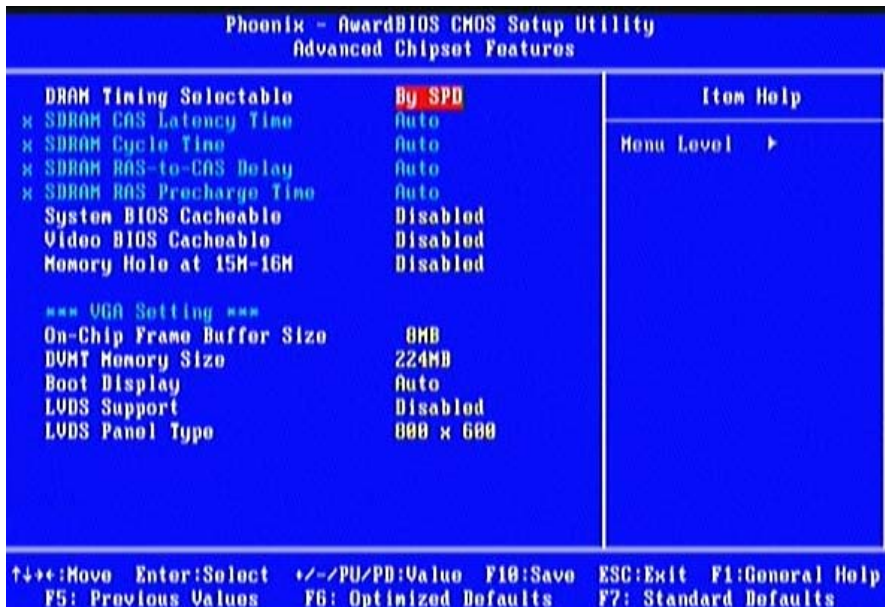 Phoenix - AwardBIOS CMOS Setup Utility
Advanced Chipset Features
DRAM Timing Selectable By SPD
x SDRAM CAS Latency Time Auto
x SDRAM Cycle Time Auto
x SDRAM RAS-to-CAS Delay Auto
x SDRAM RAS Precharge Time Auto
System BIOS Cacheable Disabled
Video BIOS Cacheable Disabled
Memory Hole at 15M-16M Disabled
*** VGA Setting ***
On-Chip Frame Buffer Size 8MB
DVMT Memory Size 224MB
Boot Display Auto
LVDS Support Disabled
LVDS Panel Type 800 x 600
Item Help
Menu Level ▶
↑↓→←:Move Enter:Select +/-/PU/PD:Value F10:Save ESC:Exit F1:General Help
F5: Previous Values F6: Optimized Defaults F7: Standard Defaults